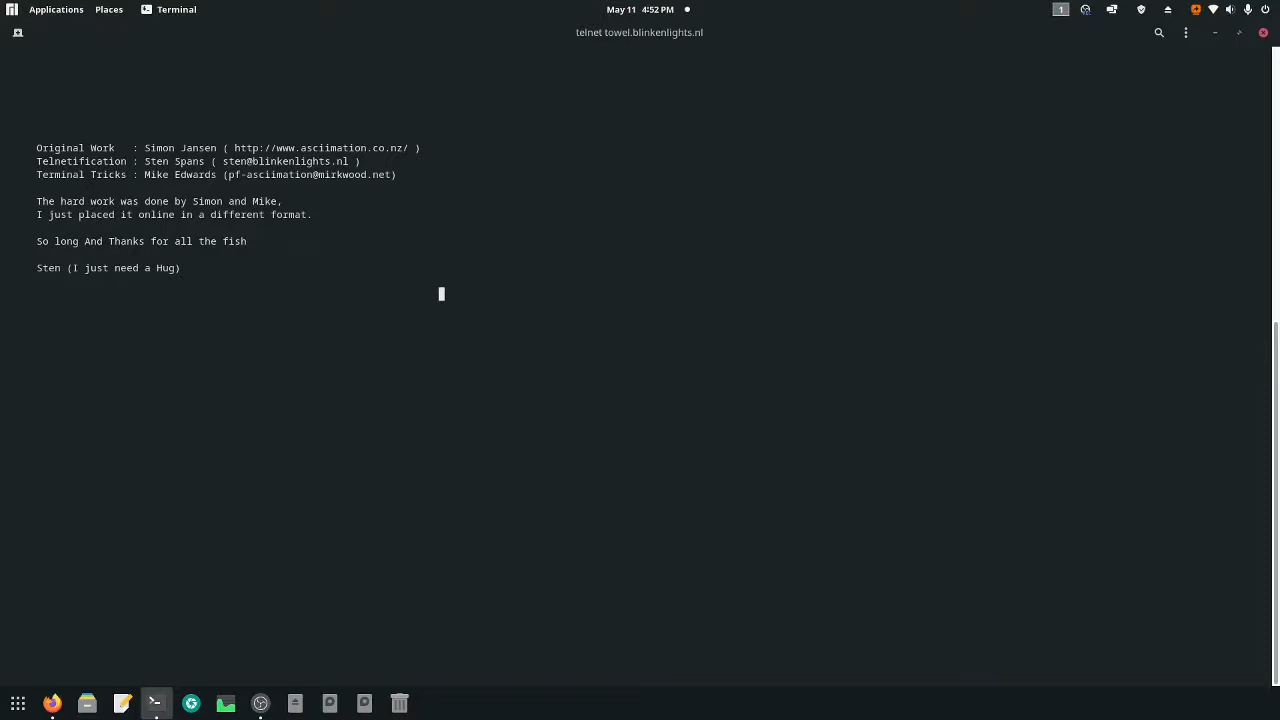 Applications Places Terminal May 11 4:52 PM 1
telnet towel.blinkenlights.nl
Original Work : Simon Jansen ( http://www.asciimation.co.nz/ )
Telnetification : Sten Spans ( sten@blinkenlights.nl )
Terminal Tricks : Mike Edwards (pf-asciimation@mirkwood.net)
The hard work was done by Simon and Mike,
I just placed it online in a different format.
So long And Thanks for all the fish
Sten (I just need a Hug)